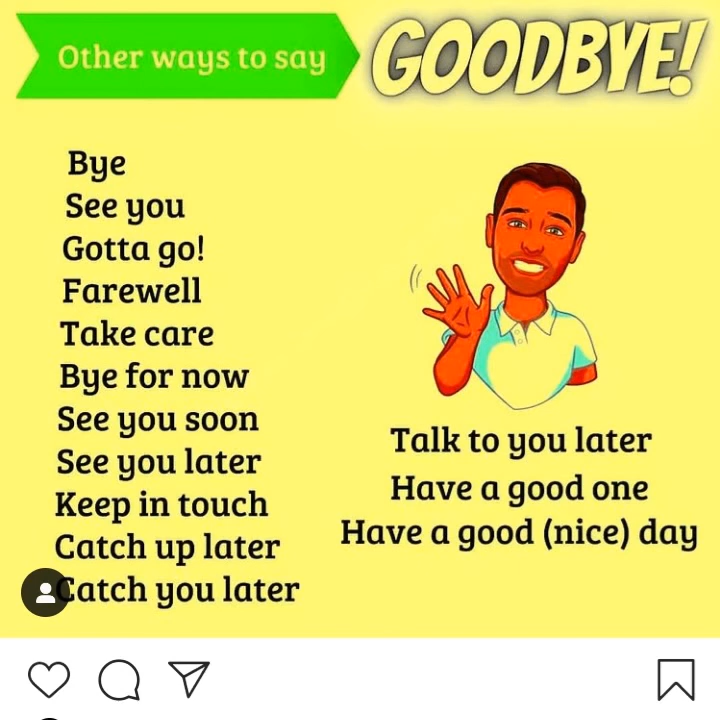 Other ways to say GOODBYE!
Bye
See you
Gotta go!
Farewell
Take care
Bye for now
See you soon
See you later
Keep in touch
Catch up later
Catch you later
Talk to you later
Have a good one
Have a good (nice) day